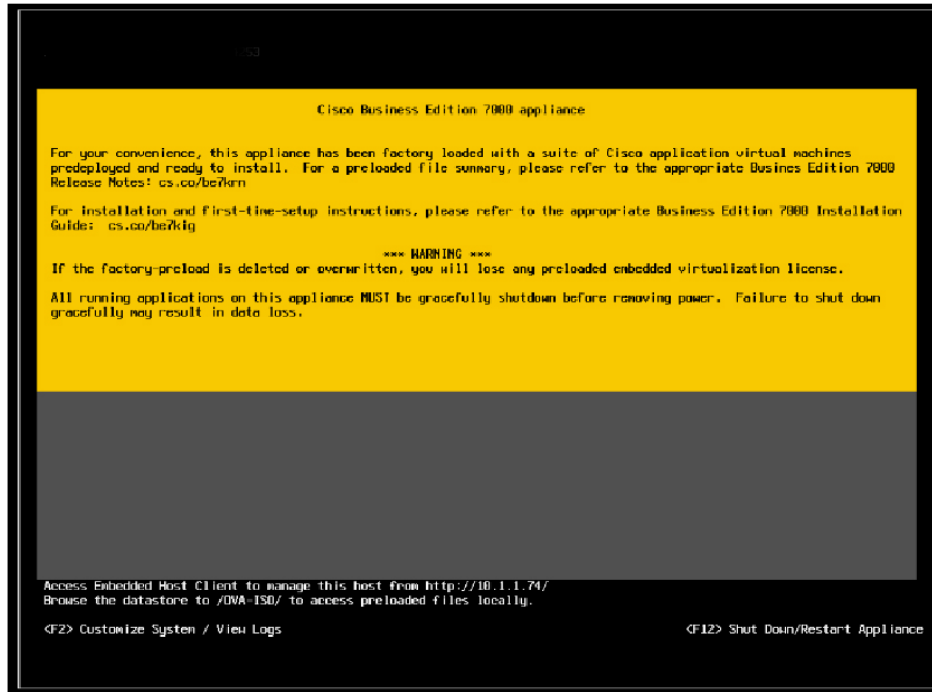 Cisco Business Edition 7000 appliance
For your convenience, this appliance has been factory loaded with a suite of Cisco application virtual machines
predeployed and ready to install. For a preloaded file summary, please refer to the appropriate Busines Edition 7000
Release Notes: cs.co/be7krn
For installation and first-time-setup instructions, please refer to the appropriate Business Edition 7000 Installation
Guide: cs.co/be7kig
*** WARNING ***
If the factory-preload is deleted or overwritten, you will lose any preloaded embedded virtualization license.
All running applications on this appliance MUST be gracefully shutdown before removing power. Failure to shut down
gracefully may result in data loss.
Access Embedded Host Client to manage this host from http://10.1.1.74/
Browse the datastore to /OVA-ISO/ to access preloaded files locally.
<F2> Customize System / View Logs
<F12> Shut Down/Restart Appliance